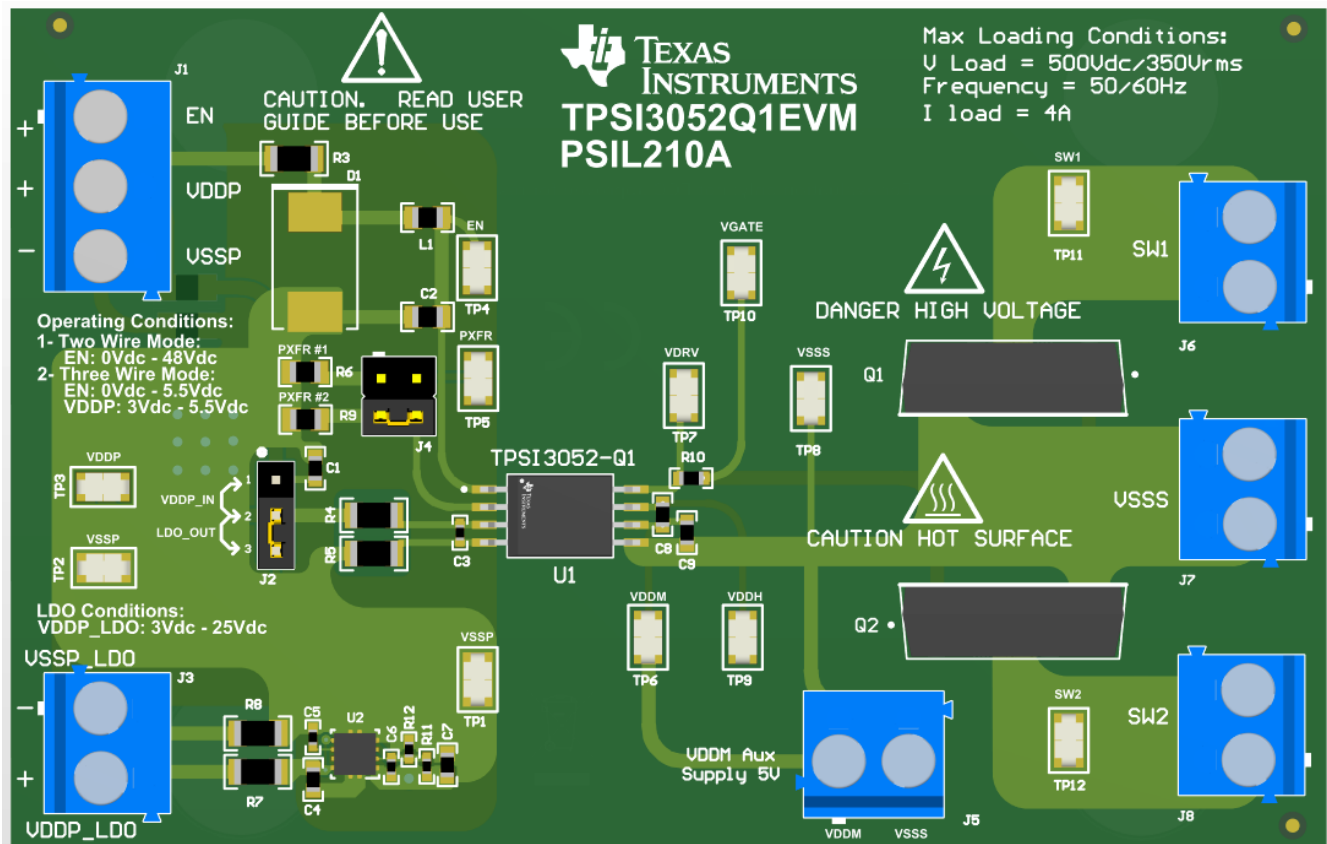 TEXAS
INSTRUMENTS
TPSI3052Q1EVM
PSIL210A
Max Loading Conditions:
V Load = 500Vdc/350Vrms
Frequency = 50/60Hz
I load = 4A
CAUTION. READ USER
GUIDE BEFORE USE
J1
EN
VDDP
VSSP
+
+
-
R3
D1
L1
C2
EN
TP4
PXFR
TP5
Operating Conditions:
1- Two Wire Mode:
EN: 0Vdc - 48Vdc
2- Three Wire Mode:
EN: 0Vdc - 5.5Vdc
VDDP: 3Vdc - 5.5Vdc
PXFR #1
R6
PXFR #2
R9
J4
C1
VDDP
TP3
VSSP
TP2
VDDP_IN
LDO_OUT
1
2
3
J2
R4
R5
C3
TPSI3052-Q1
TEXAS
INSTRUMENTS
U1
VGATE
TP10
VDRV
TP7
VSSS
TP8
R10
C8
C9
SW1
TP11
SW1
J6
DANGER HIGH VOLTAGE
Q1
VSSS
J7
CAUTION HOT SURFACE
Q2
VDDM
TP6
VDDH
TP9
SW2
TP12
SW2
J8
LDO Conditions:
VDDP_LDO: 3Vdc - 25Vdc
VSSP_LDO
J3
-
+
VDDP_LDO
R8
R7
C5
C4
U2
C6
R12
R11
C7
VSSP
TP1
VDDM Aux
Supply 5V
VDDM
VSSS
J5